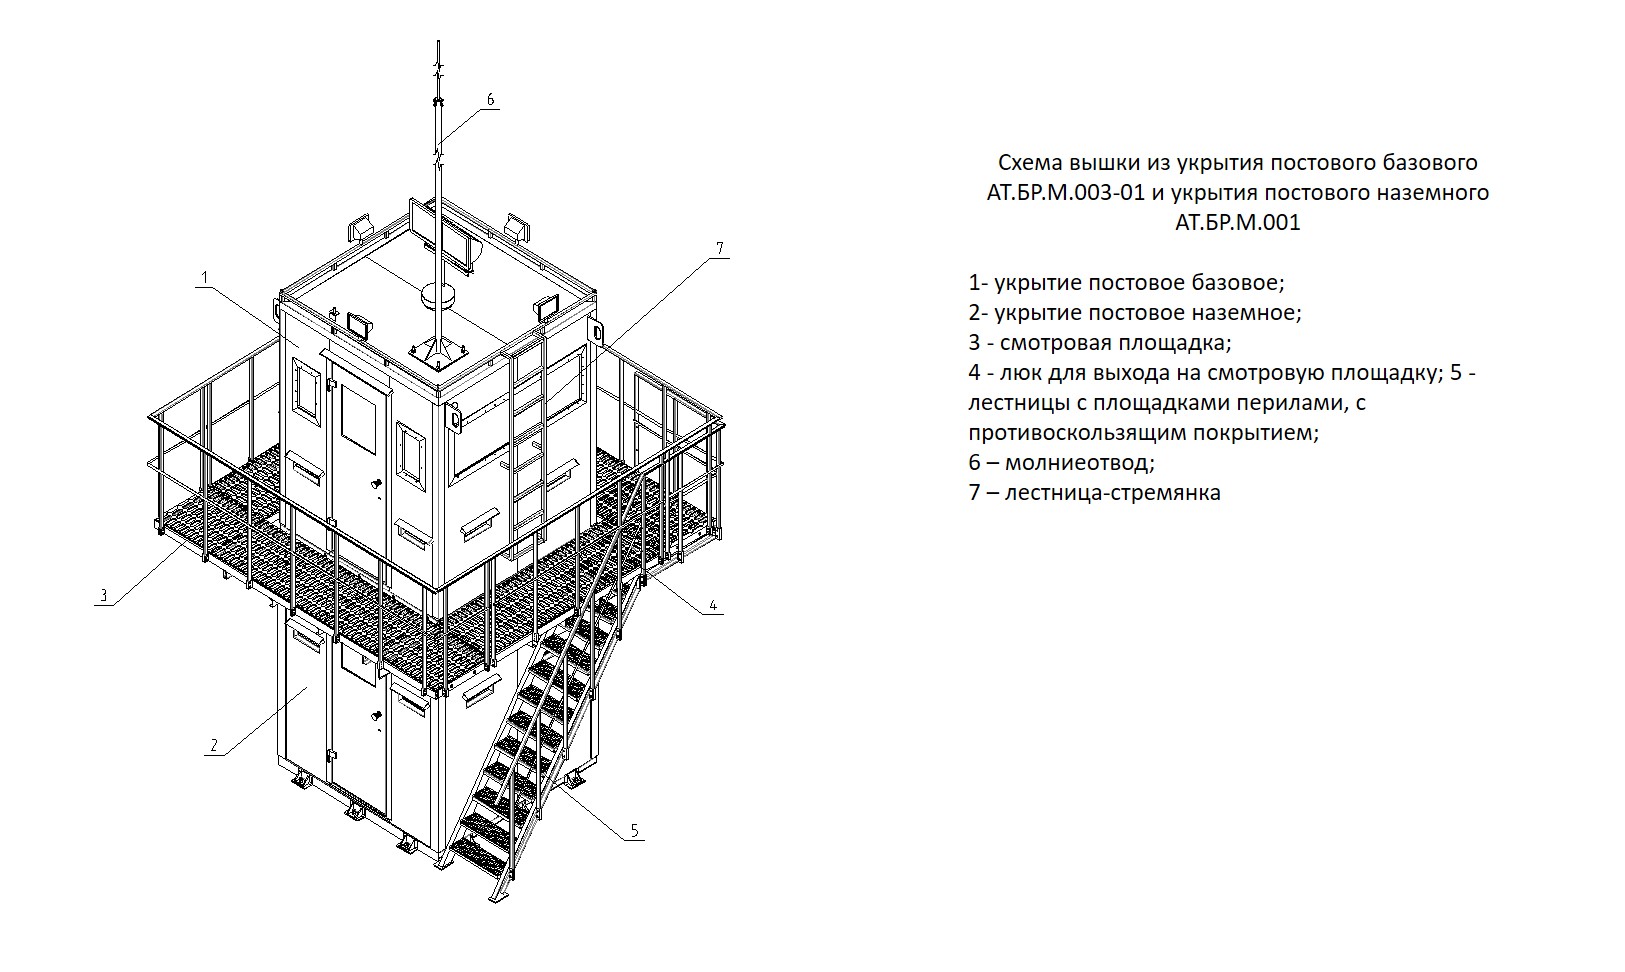 6
7
1
3
4
2
5
Схема вышки из укрытия постового базового
АТ.БР.М.003-01 и укрытия постового наземного
АТ.БР.М.001
1- укрытие постовое базовое;
2- укрытие постовое наземное;
3 - смотровая площадка;
4 - люк для выхода на смотровую площадку; 5 -
лестницы с площадками перилами, с
противоскользящим покрытием;
6 – молниеотвод;
7 – лестница-стремянка